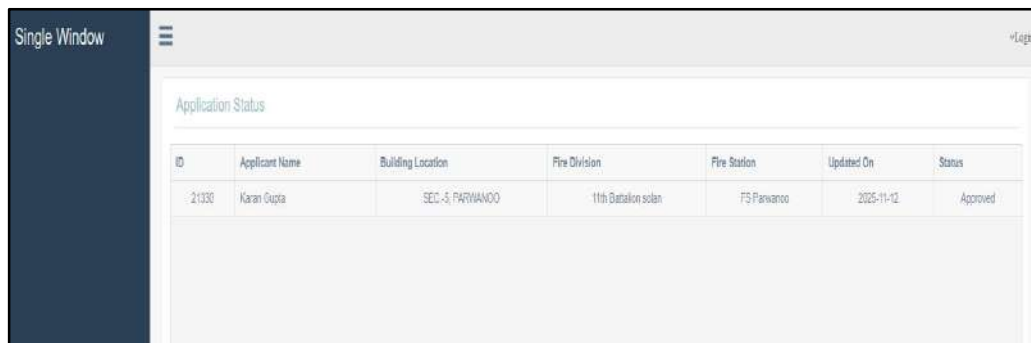 Single Window
Application Status
ID Applicant Name Building Location Fire Division Fire Station Updated On Status
21330 Karan Gupta SEC.-5, PARWANOO 11th Battalion solan FS Parwanoo 2025-11-12 Approved